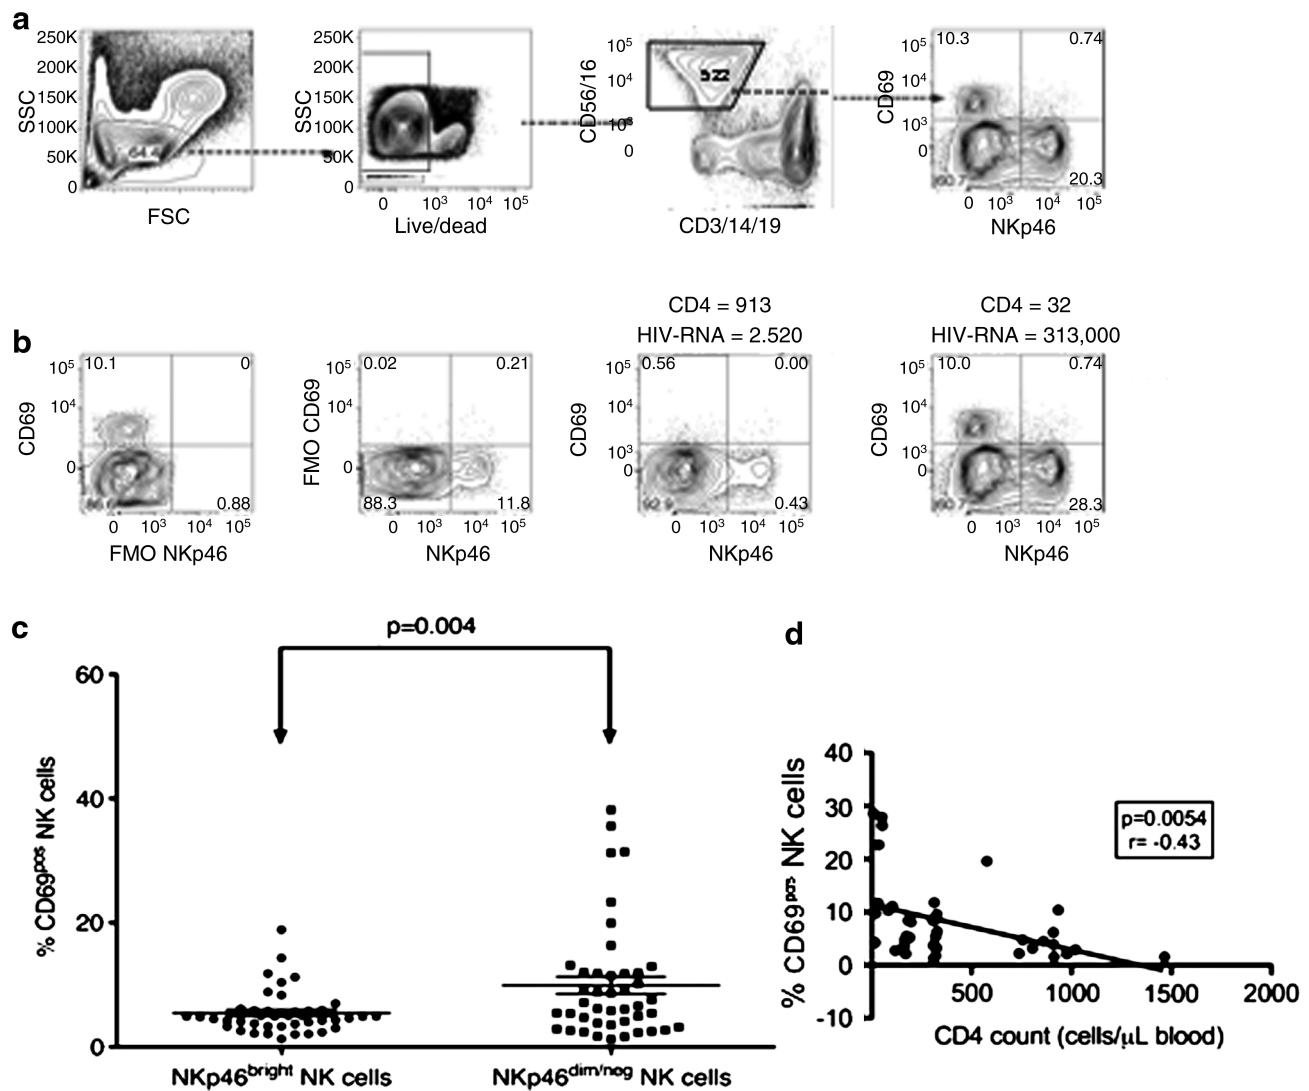 a
250K
200K
150K
100K
50K
0
SSC
64.4
FSC
250K
200K
150K
100K
50K
0
SSC
0 10³ 10⁴ 10⁵
Live/dead
10⁵
10⁴
10³
0
CD56/16
522
CD3/14/19
10⁵
10⁴
10³
0
CD69
10.3 0.74
60.7 20.3
0 10³ 10⁴ 10⁵
NKp46
b
10⁵
10⁴
0
CD69
10.1 0
0.88
0 10³ 10⁴ 10⁵
FMO NKp46
10⁵
10⁴
0
FMO CD69
0.02 0.21
88.3 11.8
10³ 10⁴ 10⁵
NKp46
CD4 = 913
HIV-RNA = 2.520
10⁵
10⁴
10³
0
CD69
0.56 0.00
92.9 0.43
0 10³ 10⁴ 10⁵
NKp46
CD4 = 32
HIV-RNA = 313,000
10⁵
10⁴
10³
0
CD69
10.0 0.74
60.7 28.3
0 10³ 10⁴ 10⁵
NKp46
c
p=0.004
60
40
20
0
% CD69ᵖᵒˢ NK cells
NKp46ᵇʳⁱᵍʰᵗ NK cells
NKp46ᵈⁱᵐ/ⁿᵉᵍ NK cells
d
40
30
20
10
0
-10
% CD69ᵖᵒˢ⁻ NK cells
p=0.0054
r= -0.43
500 1000 1500 2000
CD4 count (cells/μL blood)